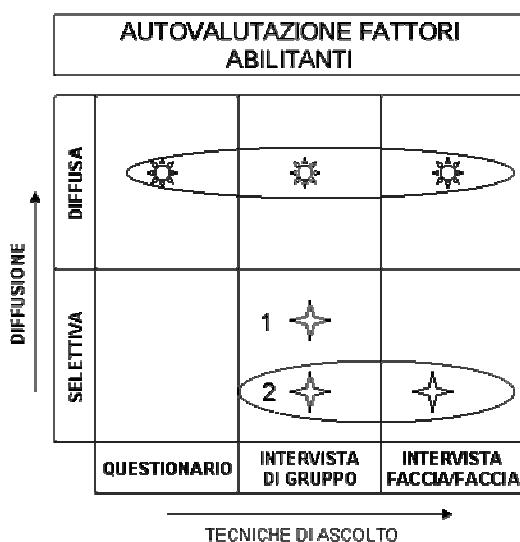 AUTOVALUTAZIONE FATTORI
ABILITANTI
DIFFUSIONE
DIFFUSA
SELETTIVA
1
2
QUESTIONARIO
INTERVISTA
DI GRUPPO
INTERVISTA
FACCIA/FACCIA
TECNICHE DI ASCOLTO